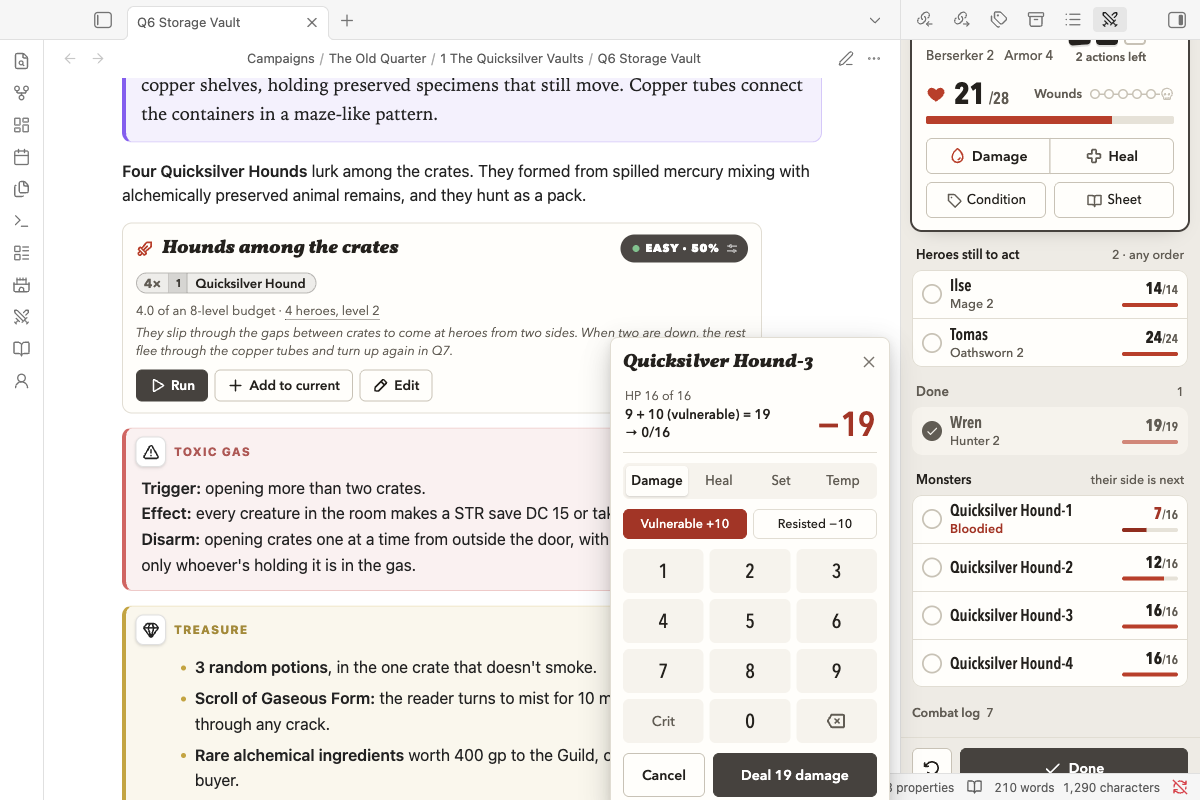 Q6 Storage Vault
Campaigns / The Old Quarter / 1 The Quicksilver Vaults / Q6 Storage Vault
copper shelves, holding preserved specimens that still move. Copper tubes connect
the containers in a maze-like pattern.
Four Quicksilver Hounds lurk among the crates. They formed from spilled mercury mixing with
alchemically preserved animal remains, and they hunt as a pack.
Hounds among the crates
EASY · 50%
4× 1 Quicksilver Hound
4.0 of an 8-level budget · 4 heroes, level 2
They slip through the gaps between crates to come at heroes from two sides. When two are down, the rest
flee through the copper tubes and turn up again in Q7.
Run
Add to current
Edit
TOXIC GAS
Trigger: opening more than two crates.
Effect: every creature in the room makes a STR save DC 15 or
Disarm: opening crates one at a time from outside the door, with
only whoever's holding it is in the gas.
TREASURE
• 3 random potions, in the one crate that doesn't smoke.
• Scroll of Gaseous Form: the reader turns to mist for 10
through any crack.
• Rare alchemical ingredients worth 400 gp to the Guild,
buyer.
Quicksilver Hound-3
HP 16 of 16
9 + 10 (vulnerable) = 19
→ 0/16
−19
Damage Heal Set Temp
Vulnerable +10
Resisted −10
1 2 3
4 5 6
7 8 9
Crit 0
Cancel
Deal 19 damage
Berserker 2 Armor 4
2 actions left
21 /28
Wounds
Damage
Heal
Condition
Sheet
Heroes still to act
2 · any order
Ilse
Mage 2
14/14
Tomas
Oathsworn 2
24/24
Done
1
Wren
Hunter 2
19/19
Monsters
their side is next
Quicksilver Hound-1
Bloodied
7/16
Quicksilver Hound-2
12/16
Quicksilver Hound-3
16/16
Quicksilver Hound-4
16/16
Combat log 7
Done
properties
210 words
1,290 characters